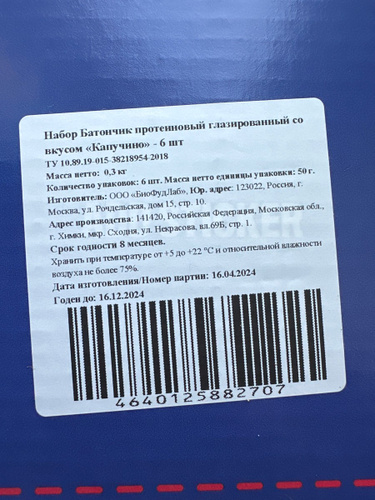 Набор Батончик протеиновый глазированный со
вкусом «Капучино» - 6 шт
ТУ 10.89.19-015-38218954-2018
Масса нетто: 0,3 кг
Количество упаковок: 6 шт. Масса нетто единицы упаковки: 50 г.
Изготовитель: ООО «БиоФудЛаб», Юр. адрес: 123022, Россия, г.
Москва, ул. Рочдельская, дом 15, стр. 10.
Адрес производства: 141420, Российская Федерация, Московская обл.,
г. Химки, мкр. Сходня, ул. Некрасова, вл.69Б, стр. 1.
Срок годности 8 месяцев.
Хранить при температуре от +5 до +22 °С и относительной влажности
воздуха не более 75%.
Дата изготовления/Номер партии: 16.04.2024
Годен до: 16.12.2024
4640125882707